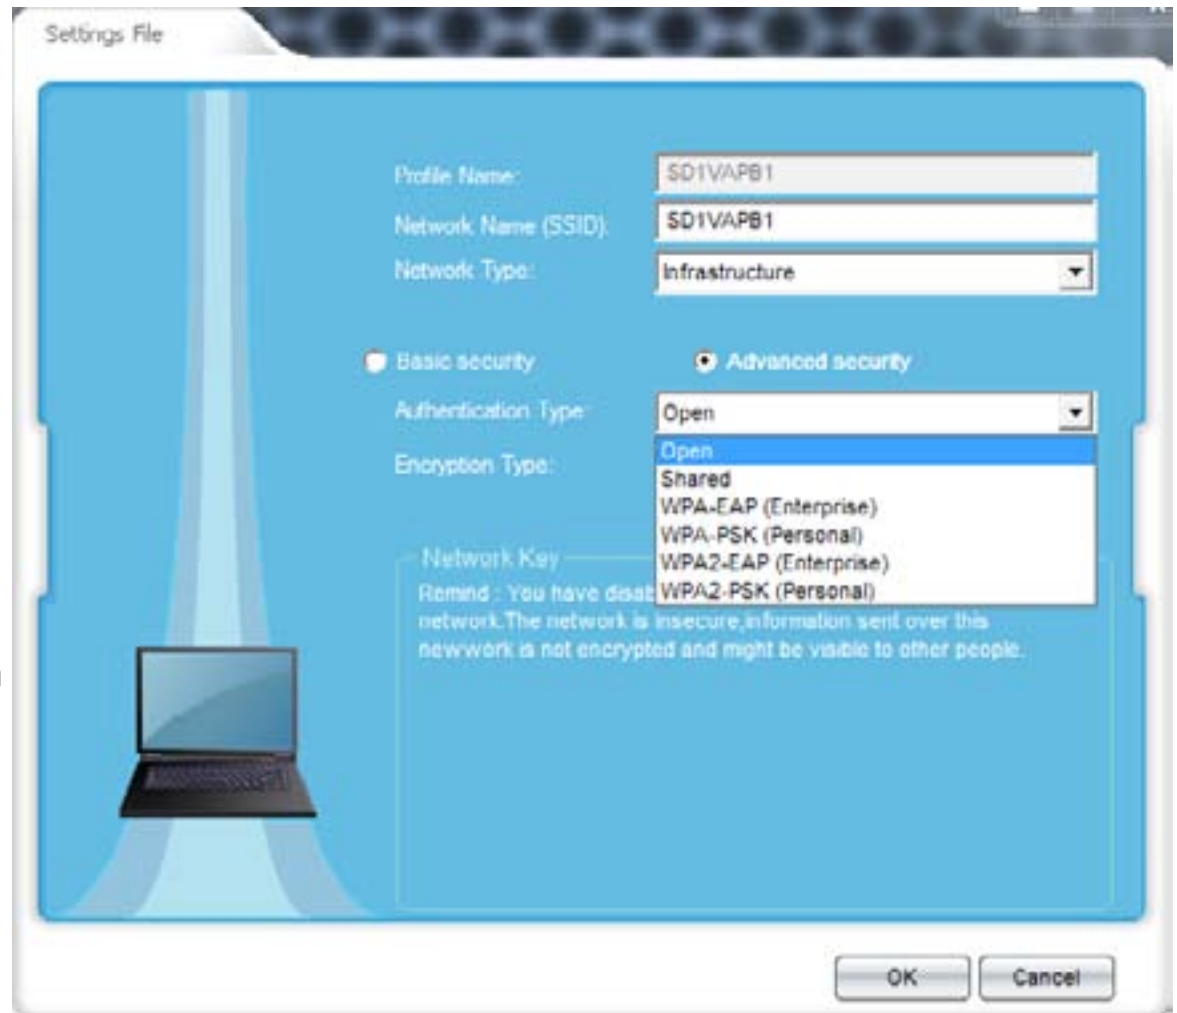 Settings File
Profile Name: SD1VAPB1
Network Name (SSID): SD1VAPB1
Network Type: Infrastructure
Basic security Advanced security
Authentication Type: Open
Open
Encryption Type:
Shared
WPA-EAP (Enterprise)
WPA-PSK (Personal)
WPA2-EAP (Enterprise)
WPA2-PSK (Personal)
Network Key
Remind : You have
network.The network is insecure,information sent over this
newwork is not encrypted and might be visible to other people.
OK Cancel